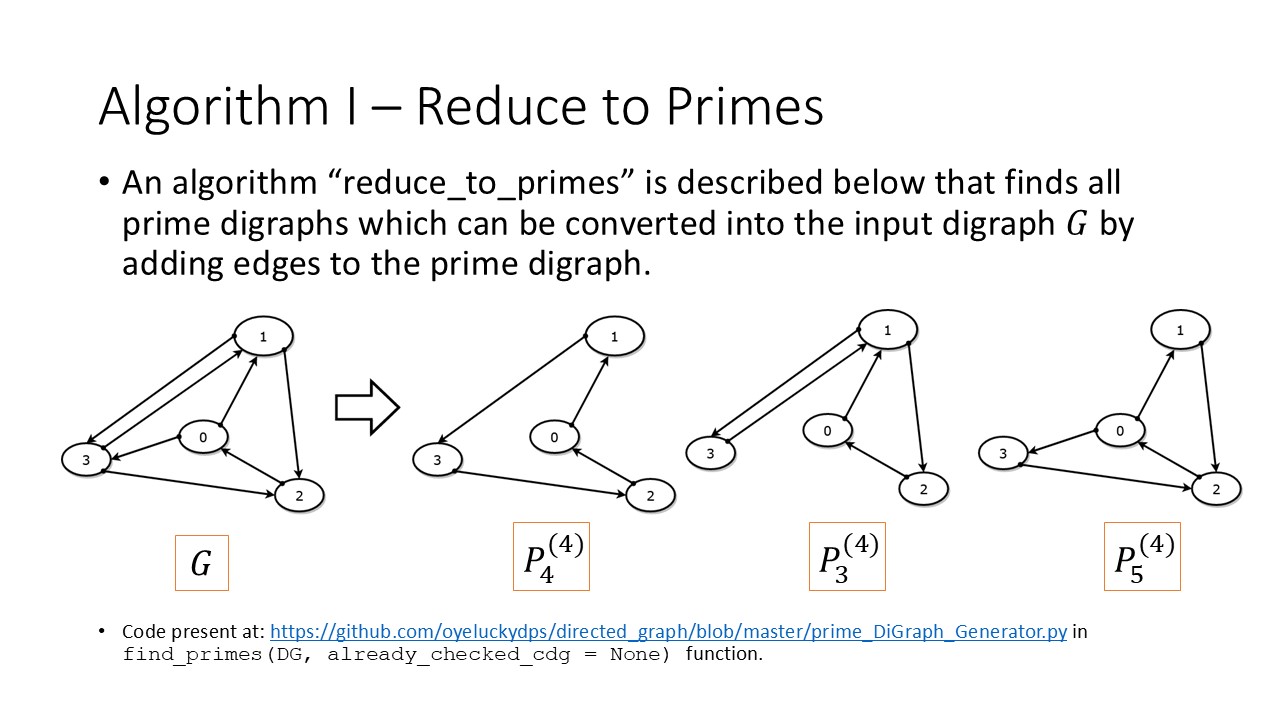 Algorithm I – Reduce to Primes
• An algorithm “reduce_to_primes” is described below that finds all
prime digraphs which can be converted into the input digraph 𝐺 by
adding edges to the prime digraph.
1
0
3
2
1
0
3
2
1
0
3
2
1
0
3
2
𝐺
𝑃₄⁽⁴⁾
𝑃₃⁽⁴⁾
𝑃₅⁽⁴⁾
• Code present at: https://github.com/oyeluckydps/directed_graph/blob/master/prime_DiGraph_Generator.py in
find_primes(DG, already_checked_cdg = None) function.